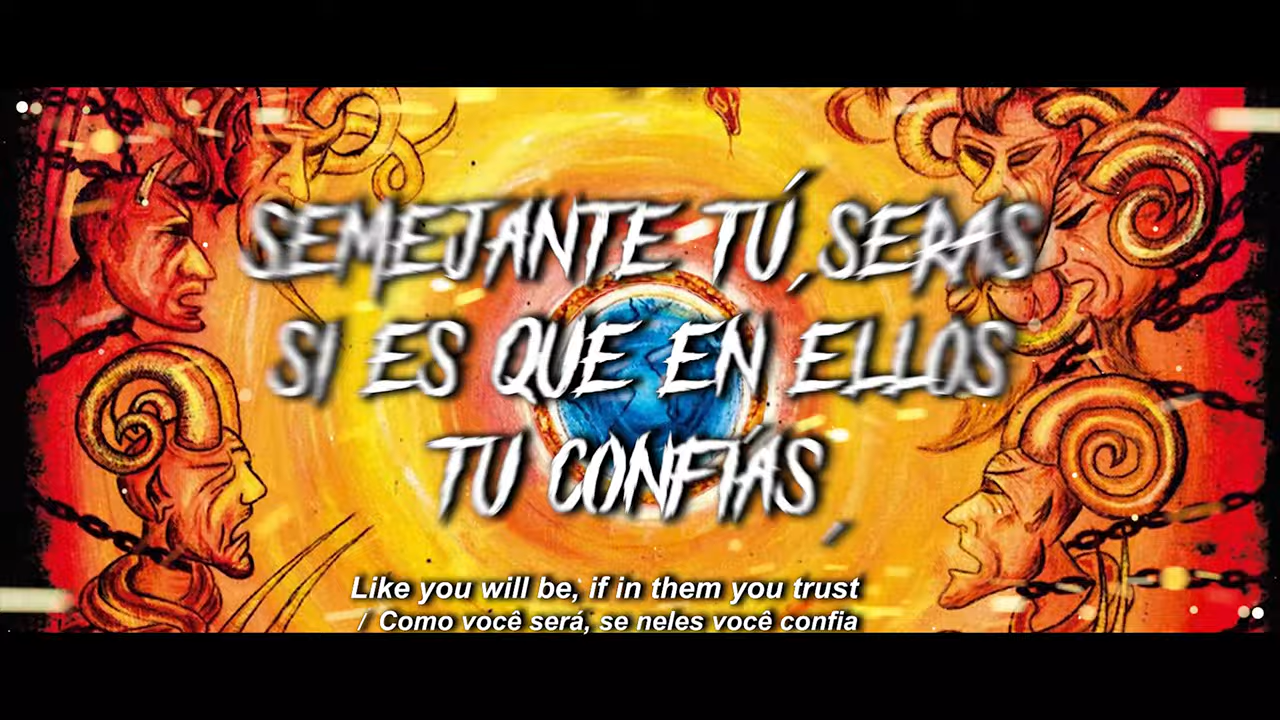 SEMEJANTE TÚ SERAS
SI ES QUE EN ELLOS
TU CONFIAS
Like you will be, if in them you trust
/ Como você será, se neles você confia